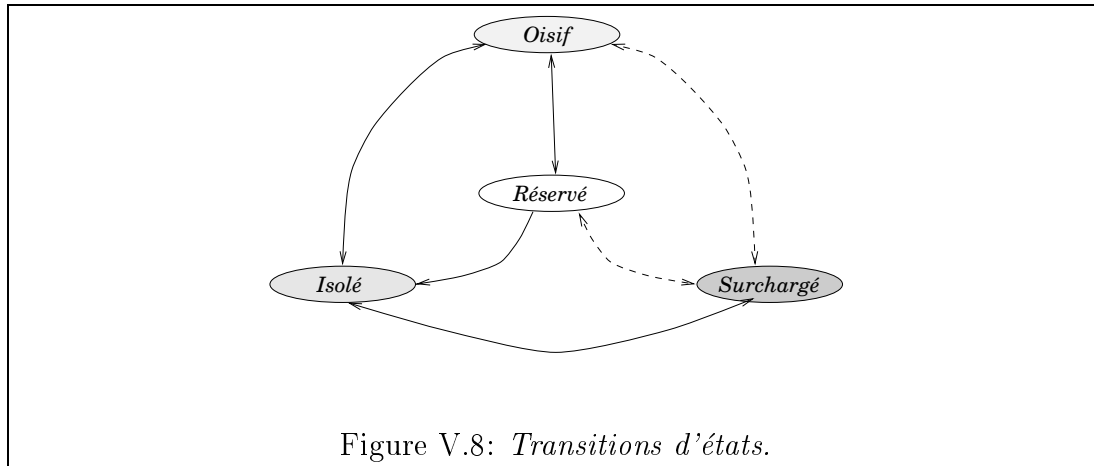 Oisif
Réservé
Isolé
Surchargé
Figure V.8: Transitions d'états.